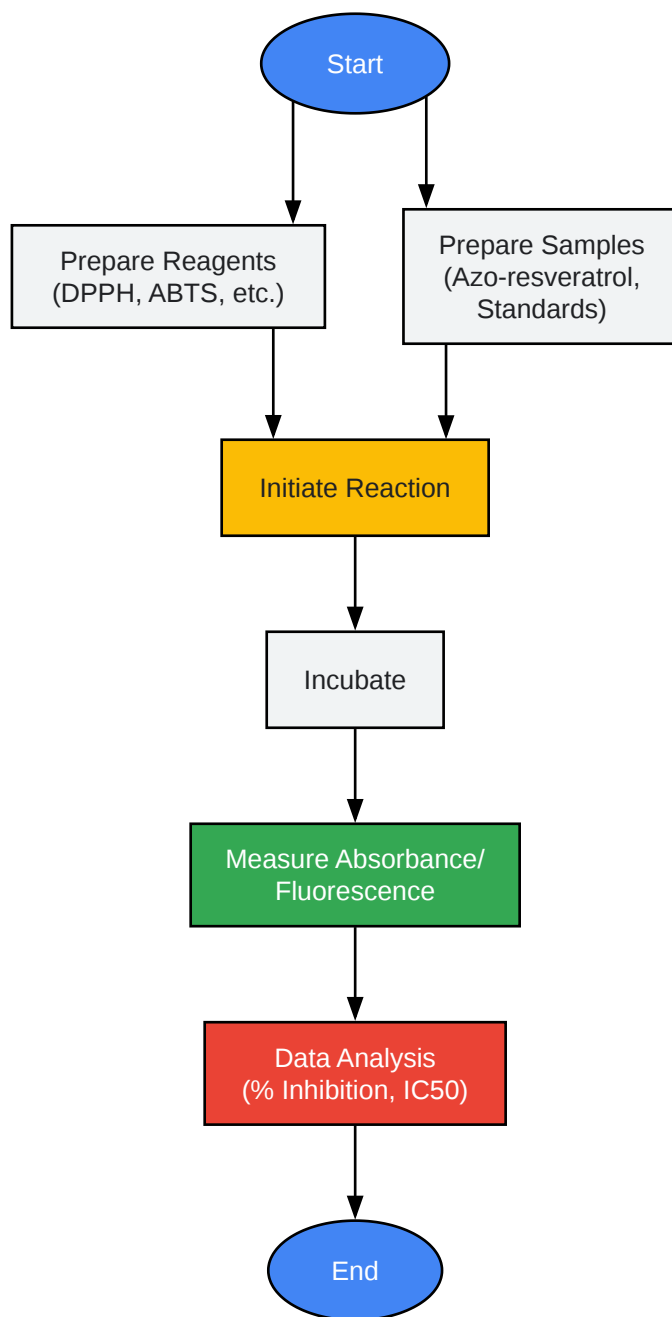 Start
Prepare Reagents
(DPPH, ABTS, etc.)
Prepare Samples
(Azo-resveratrol,
Standards)
Initiate Reaction
Incubate
Measure Absorbance/
Fluorescence
Data Analysis
(% Inhibition, IC50)
End